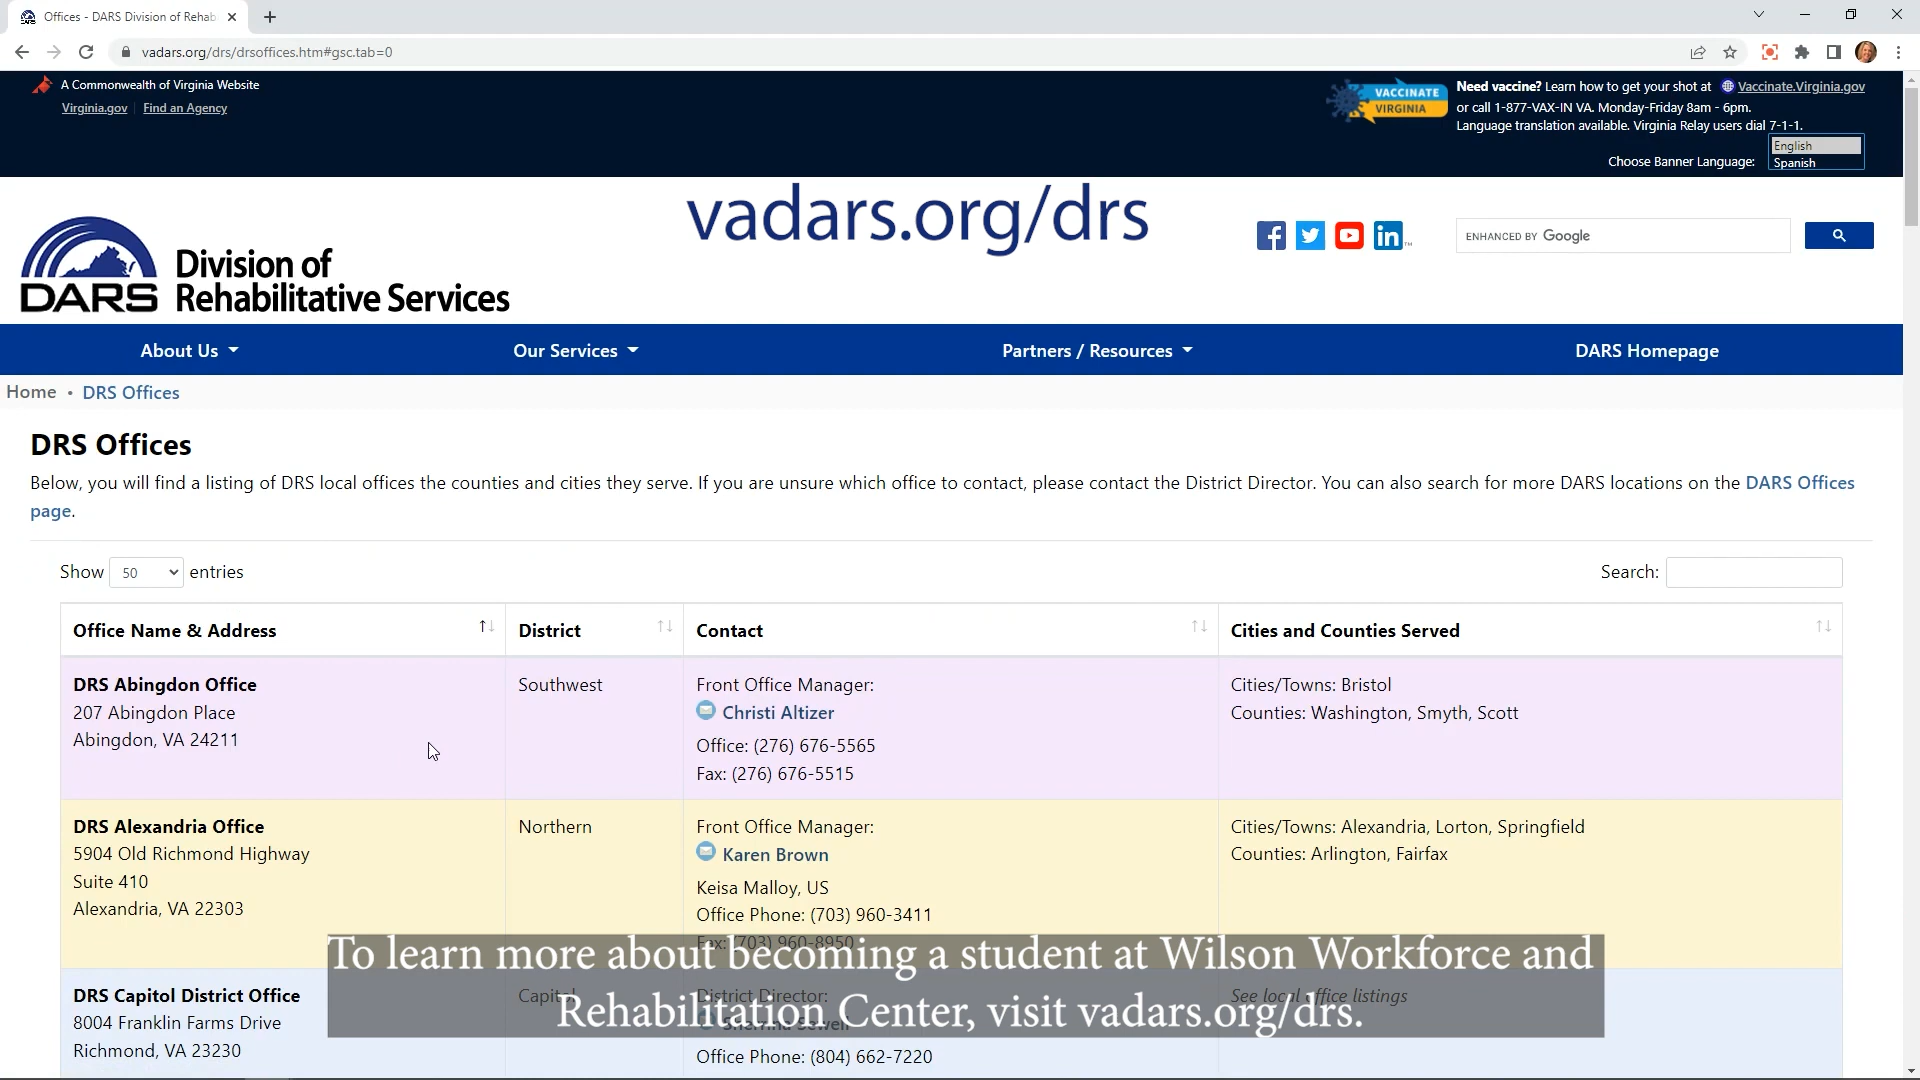 Offices - DARS Division of Rehab
vadars.org/drs/drsoffices.htm#gsc.tab=0
A Commonwealth of Virginia Website
Virginia.gov
Find an Agency
VACCINATE
VIRGINIA
Need vaccine? Learn how to get your shot at Vaccinate.Virginia.gov
or call 1-877-VAX-IN VA. Monday-Friday 8am - 6pm.
Language translation available. Virginia Relay users dial 7-1-1.
Choose Banner Language:
English
Spanish
vadars.org/drs
DARS
Division of
Rehabilitative Services
ENHANCED BY Google
About Us
Our Services
Partners / Resources
DARS Homepage
Home • DRS Offices
DRS Offices
Below, you will find a listing of DRS local offices the counties and cities they serve. If you are unsure which office to contact, please contact the District Director. You can also search for more DARS locations on the DARS Offices
page.
Show 50 entries
Search:
Office Name & Address
District
Contact
Cities and Counties Served
DRS Abingdon Office
207 Abingdon Place
Abingdon, VA 24211
Southwest
Front Office Manager:
Christi Altizer
Office: (276) 676-5565
Fax: (276) 676-5515
Cities/Towns: Bristol
Counties: Washington, Smyth, Scott
DRS Alexandria Office
5904 Old Richmond Highway
Suite 410
Alexandria, VA 22303
Northern
Front Office Manager:
Karen Brown
Keisa Malloy, US
Office Phone: (703) 960-3411
Fax: (703) 960-8950
Cities/Towns: Alexandria, Lorton, Springfield
Counties: Arlington, Fairfax
DRS Capitol District Office
8004 Franklin Farms Drive
Richmond, VA 23230
Capitol
District Director:
Office Phone: (804) 662-7220
See local office listings
To learn more about becoming a student at Wilson Workforce and
Rehabilitation Center, visit vadars.org/drs.